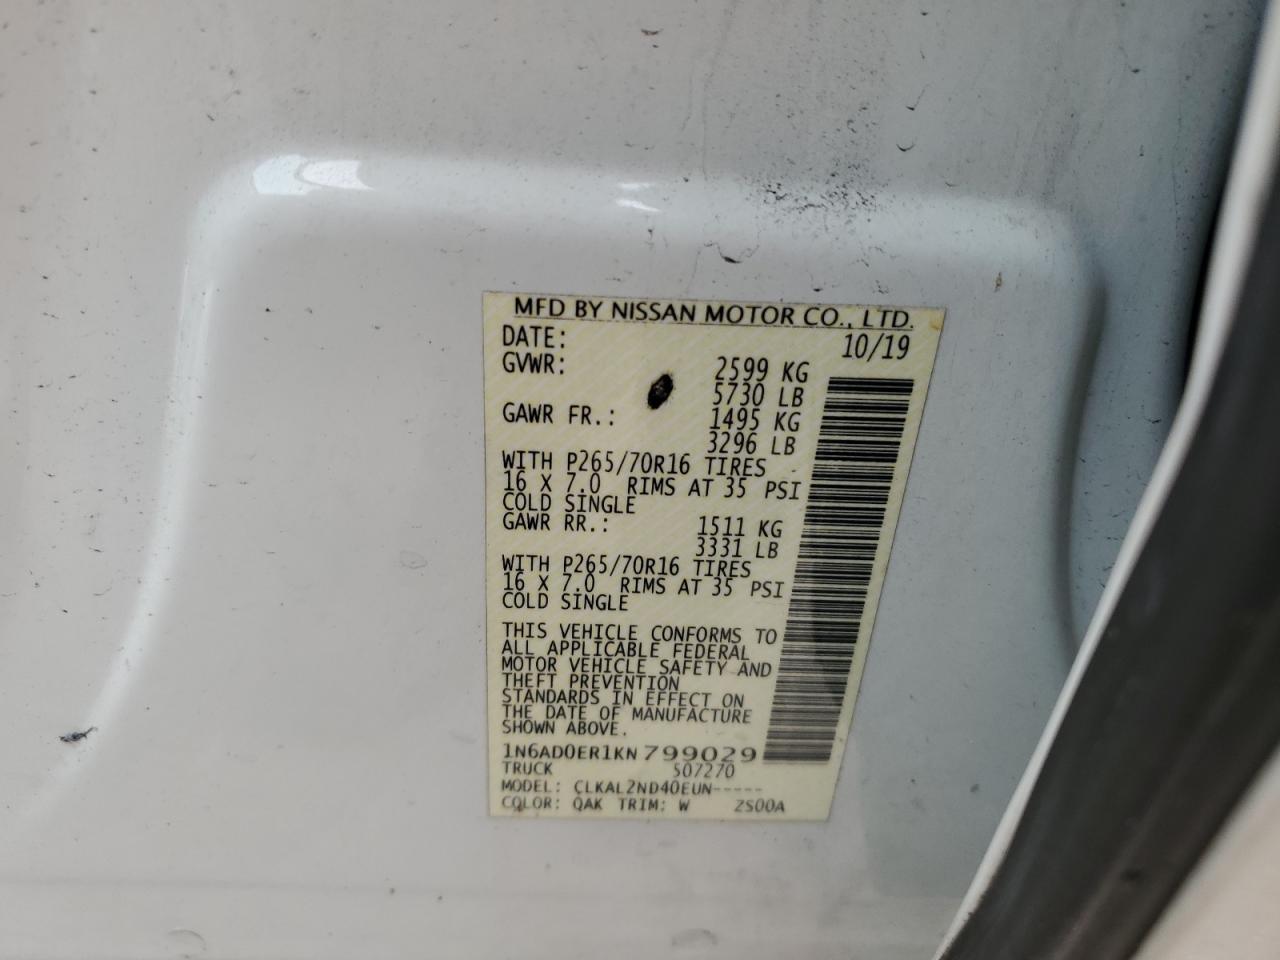 MFD BY NISSAN MOTOR CO., LTD.
DATE: 10/19
GVWR: 2599 KG
5730 LB
GAWR FR.: 1495 KG
3296 LB
WITH P265/70R16 TIRES
16 X 7.0 RIMS AT 35 PSI
COLD SINGLE
GAWR RR.: 1511 KG
3331 LB
WITH P265/70R16 TIRES
16 X 7.0 RIMS AT 35 PSI
COLD SINGLE
THIS VEHICLE CONFORMS TO
ALL APPLICABLE FEDERAL
MOTOR VEHICLE SAFETY AND
THEFT PREVENTION
STANDARDS IN EFFECT ON
THE DATE OF MANUFACTURE
SHOWN ABOVE.
1N6AD0ER1KN799029
TRUCK 507270
MODEL: CLKAL2ND40EUN-----
COLOR: QAK TRIM: W 2S00A